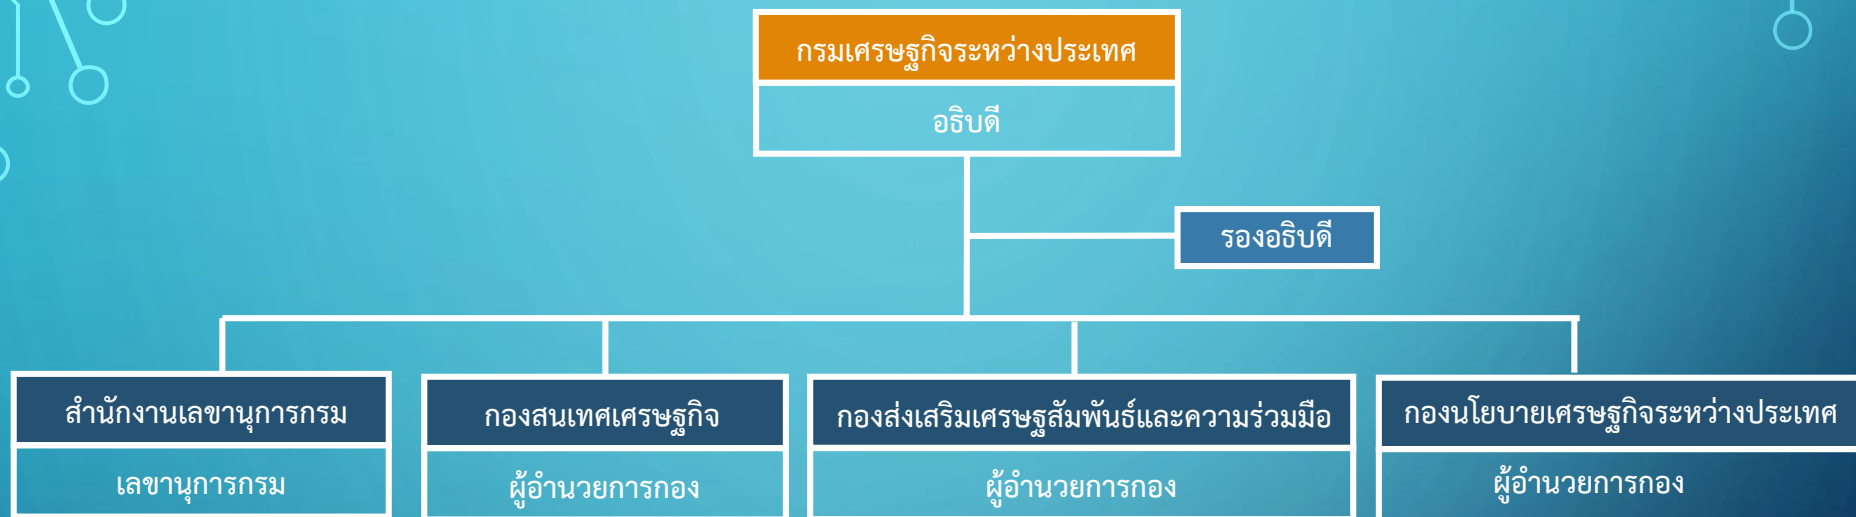 กรมเศรษฐกิจระหว่างประเทศ
อธิบดี
รองอธิบดี
สำนักงานเลขานุการกรม
เลขานุการกรม
กองสนเทศเศรษฐกิจ
ผู้อำนวยการกอง
กองส่งเสริมเศรษฐสัมพันธ์และความร่วมมือ
ผู้อำนวยการกอง
กองนโยบายเศรษฐกิจระหว่างประเทศ
ผู้อำนวยการกอง